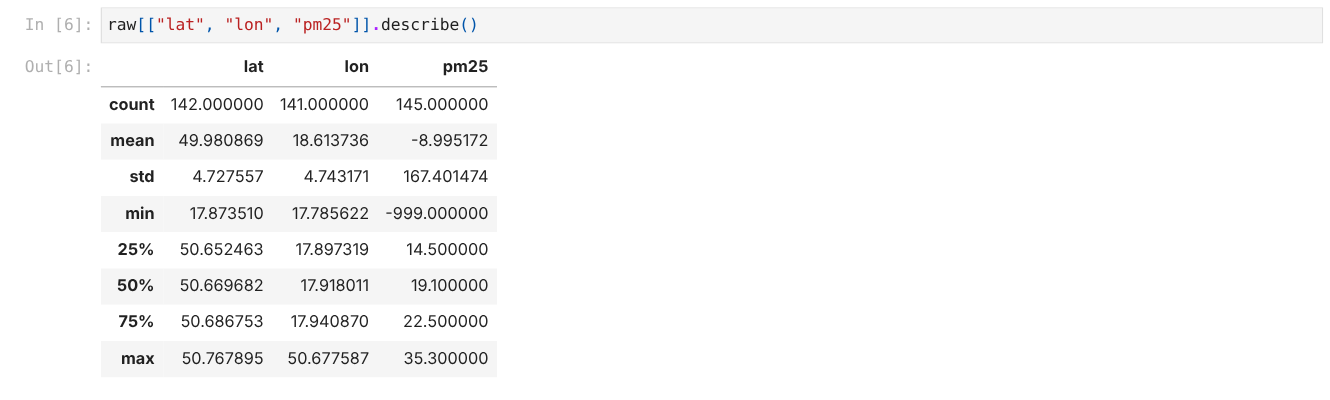 In [6]: raw[["lat", "lon", "pm25"]].describe()
Out[6]:
lat lon pm25
count 142.000000 141.000000 145.000000
mean 49.980869 18.613736 -8.995172
std 4.727557 4.743171 167.401474
min 17.873510 17.785622 -999.000000
25% 50.652463 17.897319 14.500000
50% 50.669682 17.918011 19.100000
75% 50.686753 17.940870 22.500000
max 50.767895 50.677587 35.300000